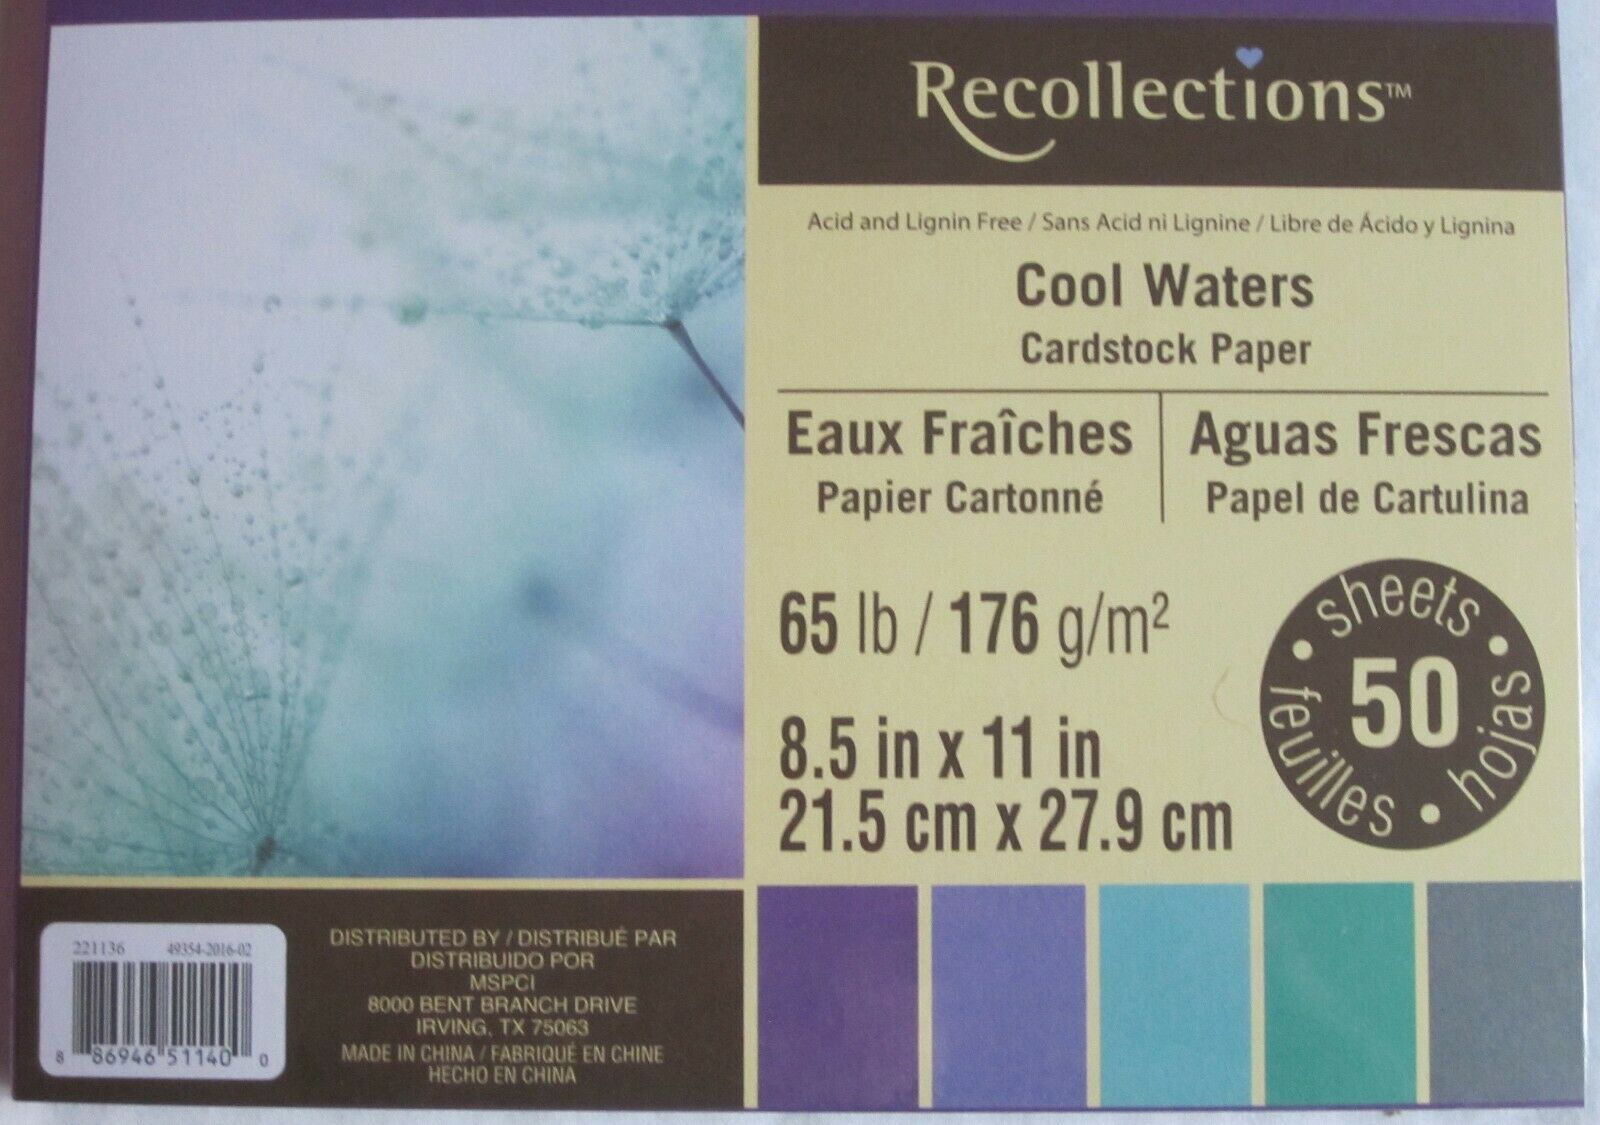 Recollections™
Acid and Lignin Free / Sans Acid ni Lignine / Libre de Ácido y Lignina
Cool Waters
Cardstock Paper
Eaux Fraîches
Papier Cartonné
Aguas Frescas
Papel de Cartulina
65 lb / 176 g/m²
8.5 in x 11 in
21.5 cm x 27.9 cm
• sheets • hojas • feuilles
50
221136 49354-2016-02
8 86946 51140 0
DISTRIBUTED BY / DISTRIBUÉ PAR
DISTRIBUIDO POR
MSPCI
8000 BENT BRANCH DRIVE
IRVING, TX 75063
MADE IN CHINA / FABRIQUÉ EN CHINE
HECHO EN CHINA